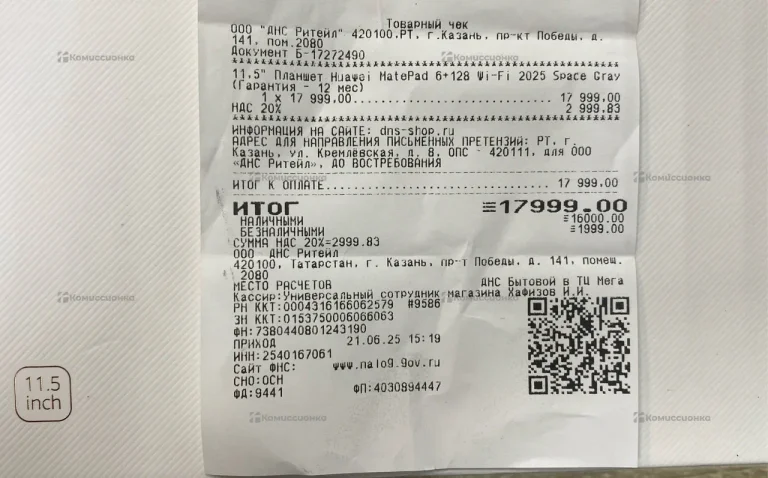 Товарный чек
ООО "ДНС Ритейл" 420100,РТ, г.Казань, пр-кт Победы, д.
141, пом.2080
Документ Б-17272490
11,5" Планшет Huawei MatePad 6+128 Wi-Fi 2025 Space Gray
(Гарантия - 12 мес)
1 x 17 999.00............................ 17 999.00
НДС 20% 2 999.83
ИНФОРМАЦИЯ НА САЙТЕ: dns-shop.ru
АДРЕС ДЛЯ НАПРАВЛЕНИЯ ПИСЬМЕННЫХ ПРЕТЕНЗИЙ: РТ, г.
Казань, ул. Кремлёвская, д. 8, ОПС - 420111, для ООО
«ДНС Ритейл», ДО ВОСТРЕБОВАНИЯ
ИТОГ К ОПЛАТЕ................................ 17 999.00
ИТОГ ≡17999.00
НАЛИЧНЫМИ ≡16000.00
БЕЗНАЛИЧНЫМИ ≡1999.00
СУММА НДС 20%=2999.83
ООО ДНС Ритейл
420100, Татарстан, г. Казань, пр-т Победы, д. 141, помещ.
2080
МЕСТО РАСЧЕТОВ ДНС Бытовой в ТЦ Мега
Кассир:Универсальный сотрудник магазина Хафизов И.И.
РН ККТ:0004316166062579 #9586
ЗН ККТ:0153750006066063
ФН:7380440801243190
ПРИХОД 21.06.25 15:19
ИНН:2540167061
Сайт ФНС: www.nalog.gov.ru
СНО:ОСН
ФД:9441 ФП:4030894447
11.5
inch
Комиссионка
Комиссионка
Комиссионка
Комиссионка
Комиссионка
Комиссионка
Комиссионка
Комиссионка